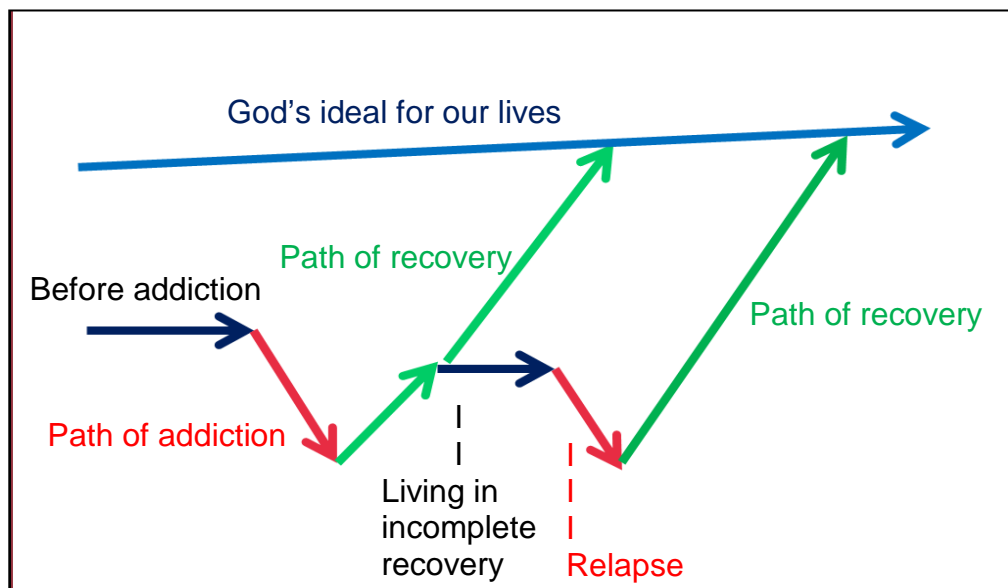 God’s ideal for our lives
Path of recovery
Before addiction
Path of recovery
Path of addiction
Living in
incomplete
recovery
Relapse